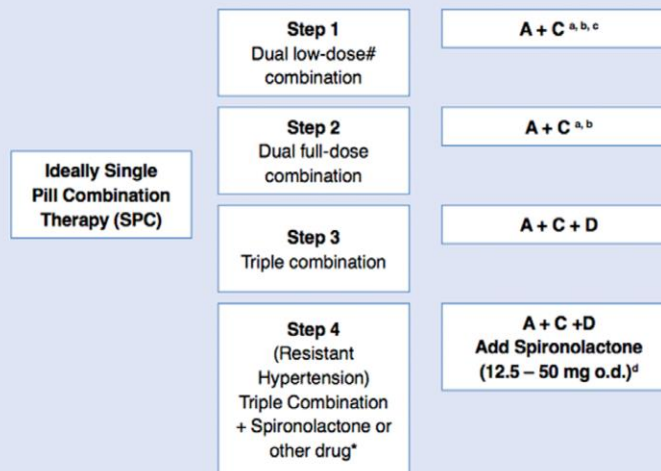 Step 1
Dual low-dose#
combination
A + C a, b, c
Step 2
Dual full-dose
combination
A + C a, b
Ideally Single
Pill Combination
Therapy (SPC)
Step 3
Triple combination
A + C + D
Step 4
(Resistant
Hypertension)
Triple Combination
+ Spironolactone or
other drug*
A + C +D
Add Spironolactone
(12.5 – 50 mg o.d.)d